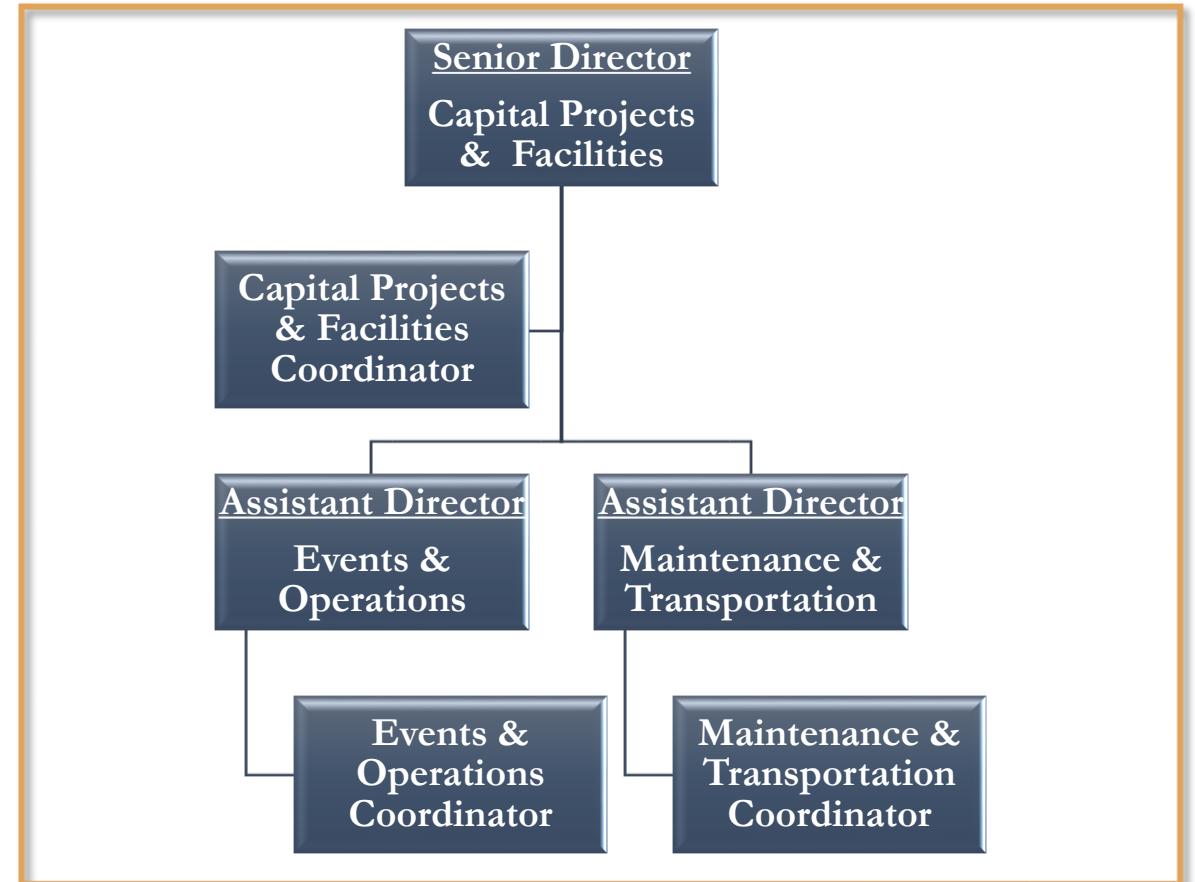 Senior Director
Capital Projects
& Facilities
Capital Projects
& Facilities
Coordinator
Assistant Director
Events &
Operations
Assistant Director
Maintenance &
Transportation
Events &
Operations
Coordinator
Maintenance &
Transportation
Coordinator